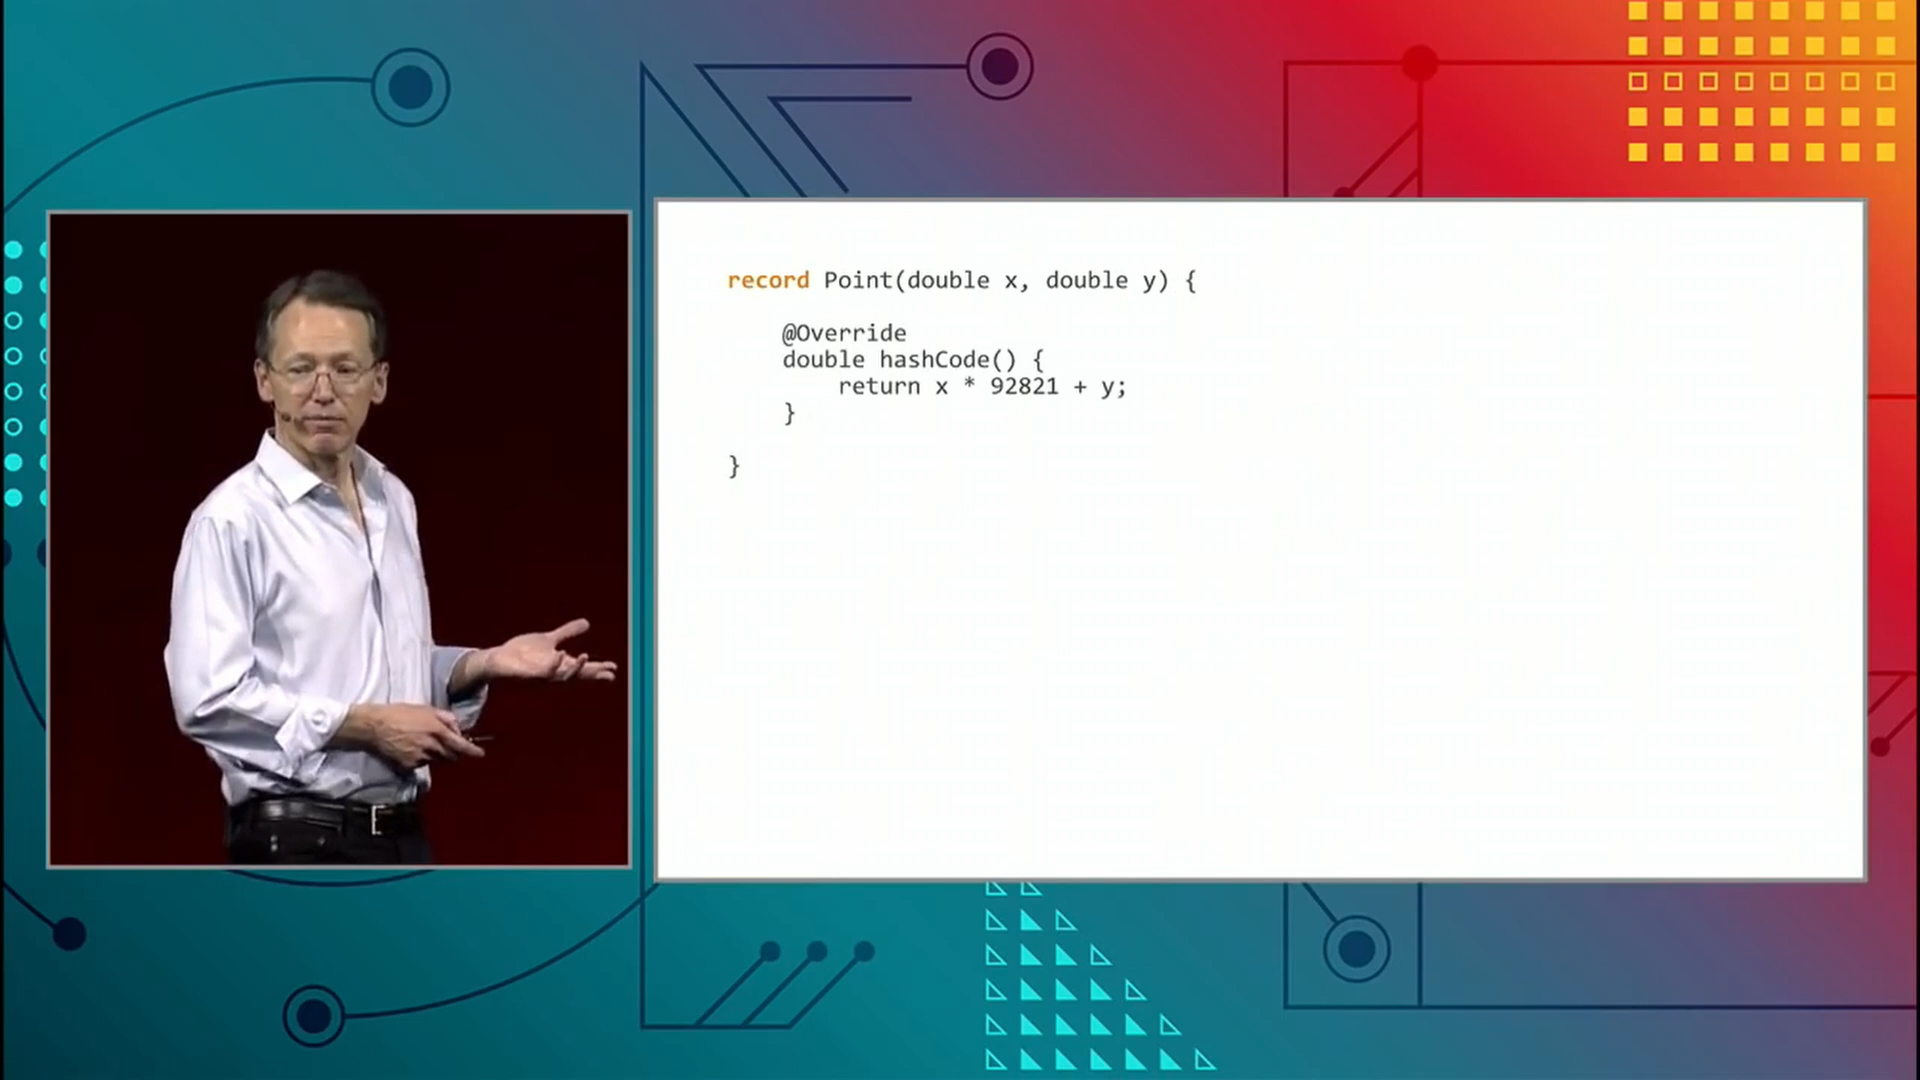 record Point(double x, double y) {
@Override
double hashCode() {
return x * 92821 + y;
}
}